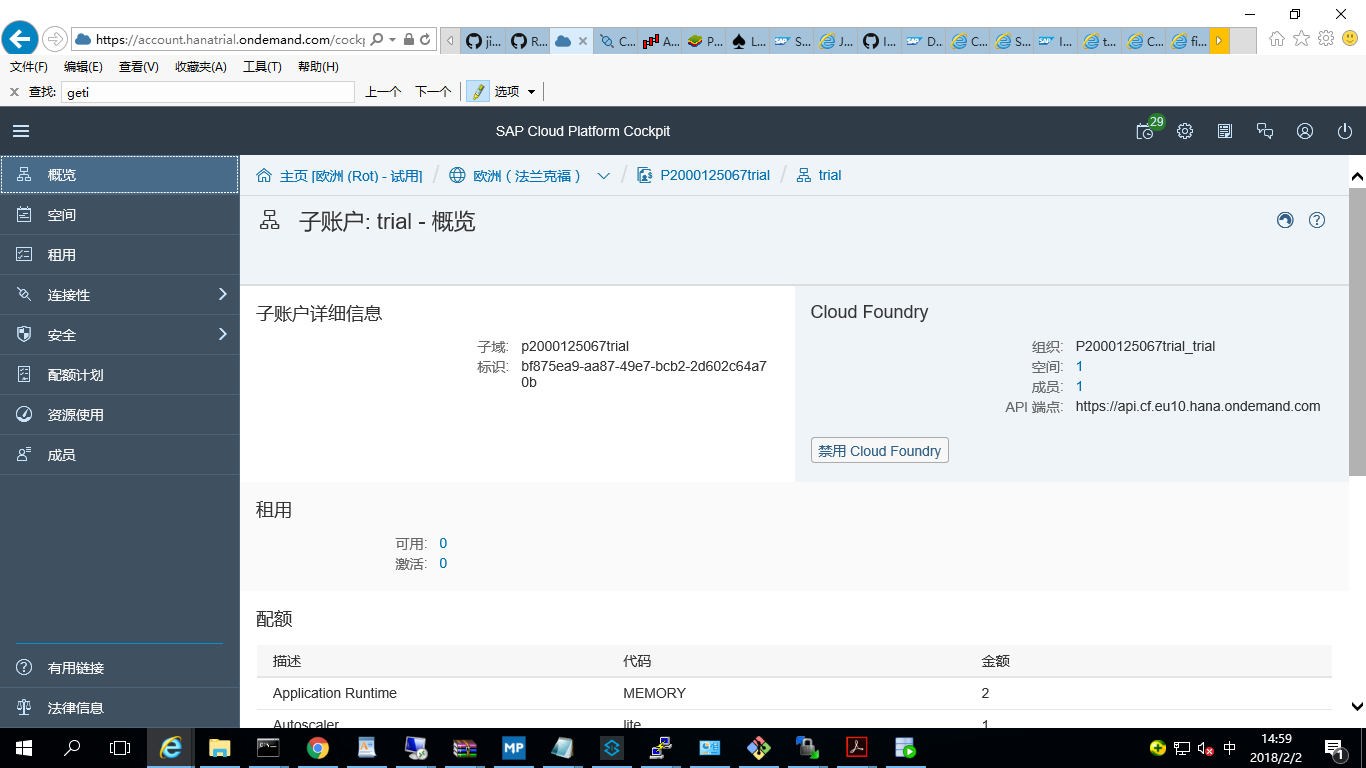 https://account.hanatrial.ondemand.com/cockp
ji... R... C... A... P... L... S... J... I... D... C... S... I... t... C... fi...
文件(F) 编辑(E) 查看(V) 收藏夹(A) 工具(T) 帮助(H)
查找: geti 上一个 下一个 选项
SAP Cloud Platform Cockpit
29
概览
空间
租用
连接性
安全
配额计划
资源使用
成员
有用链接
法律信息
主页 [欧洲 (Rot) - 试用] / 欧洲（法兰克福） / P2000125067trial / trial
子账户: trial - 概览
子账户详细信息
子域: p2000125067trial
标识: bf875ea9-aa87-49e7-bcb2-2d602c64a7
0b
Cloud Foundry
组织: P2000125067trial_trial
空间: 1
成员: 1
API 端点: https://api.cf.eu10.hana.ondemand.com
禁用 Cloud Foundry
租用
可用: 0
激活: 0
配额
描述 代码 金额
Application Runtime MEMORY 2
Autoscaler lite 1
MP
中
14:59
2018/2/2
1